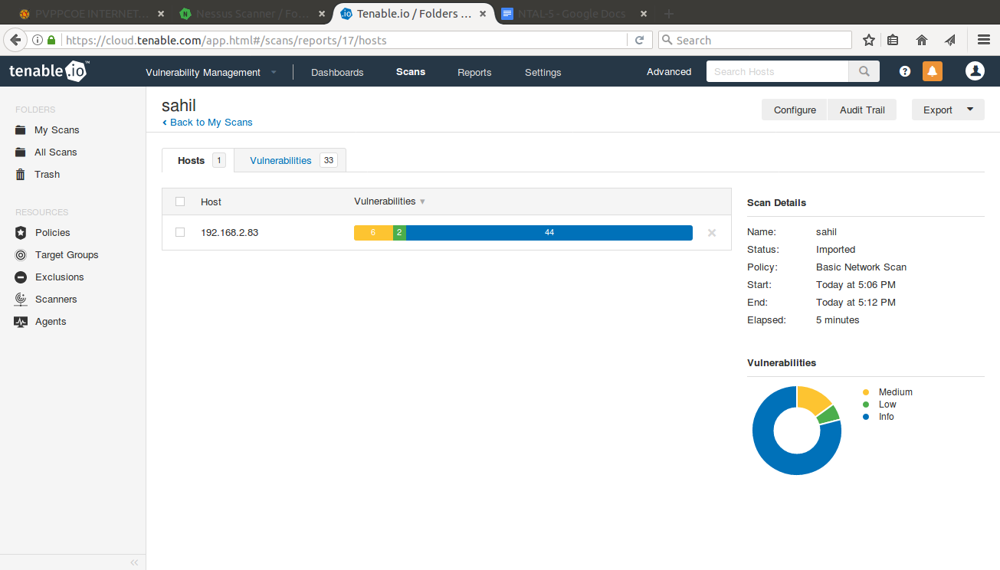 PVPPCOE INTERNET... × Nessus Scanner / Fo... × Tenable.io / Folders ... × NTAL-5 - Google Docs ×
https://cloud.tenable.com/app.html#/scans/reports/17/hosts Search
tenable.io™ Vulnerability Management Dashboards Scans Reports Settings Advanced Search Hosts ?
FOLDERS
My Scans
All Scans
Trash
RESOURCES
Policies
Target Groups
Exclusions
Scanners
Agents
sahil
Back to My Scans
Configure Audit Trail Export
Hosts 1 Vulnerabilities 33
Host Vulnerabilities
192.168.2.83 6 2 44
Scan Details
Name: sahil
Status: Imported
Policy: Basic Network Scan
Start: Today at 5:06 PM
End: Today at 5:12 PM
Elapsed: 5 minutes
Vulnerabilities
Medium
Low
Info